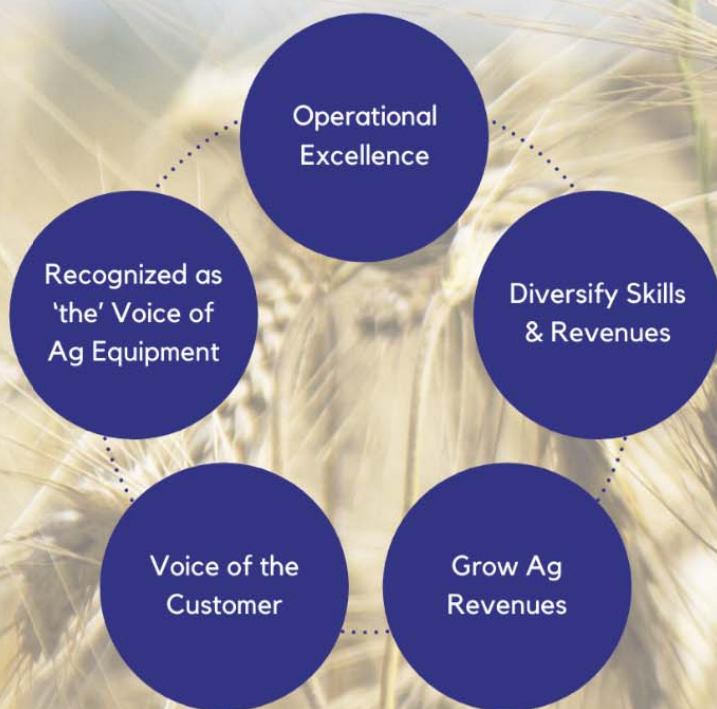 Operational
Excellence
Diversify Skills
& Revenues
Grow Ag
Revenues
Voice of the
Customer
Recognized as
‘the’ Voice of
Ag Equipment